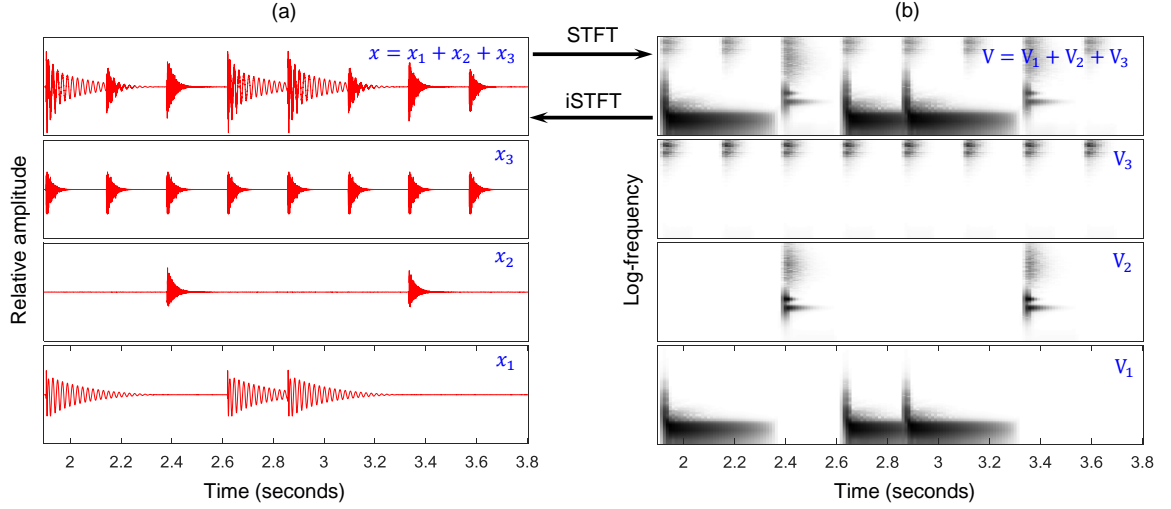 (a)
(b)
x = x₁ + x₂ + x₃
STFT
iSTFT
V = V₁ + V₂ + V₃
x₃
V₃
x₂
V₂
x₁
V₁
Relative amplitude
Log-frequency
2 2.2 2.4 2.6 2.8 3 3.2 3.4 3.6 3.8
2 2.2 2.4 2.6 2.8 3 3.2 3.4 3.6 3.8
Time (seconds)
Time (seconds)